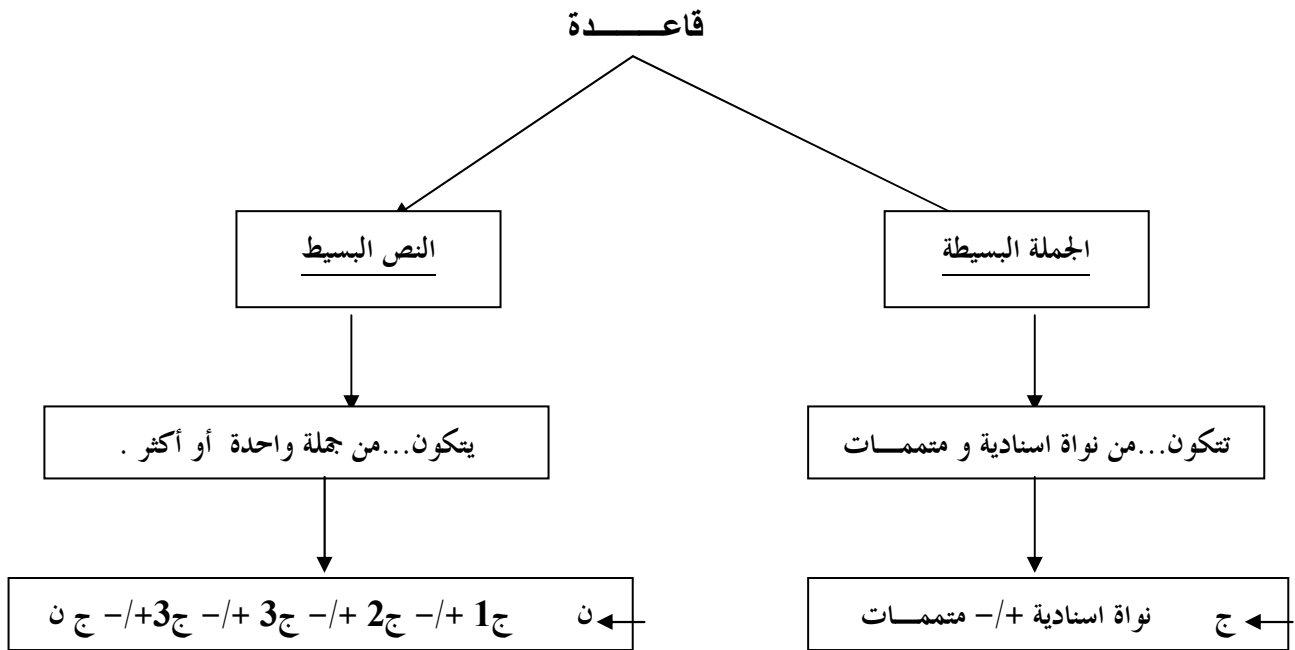 قاعــــــدة
الجملة البسيطة
النص البسيط
تتكون...من نواة اسنادية و متممـــات
يتكون...من جملة واحدة أو أكثر .
ج نواة اسنادية +/– متممـــات
ن ج1 +/– ج2 +/– ج3 +/– ج3+/– ج ن